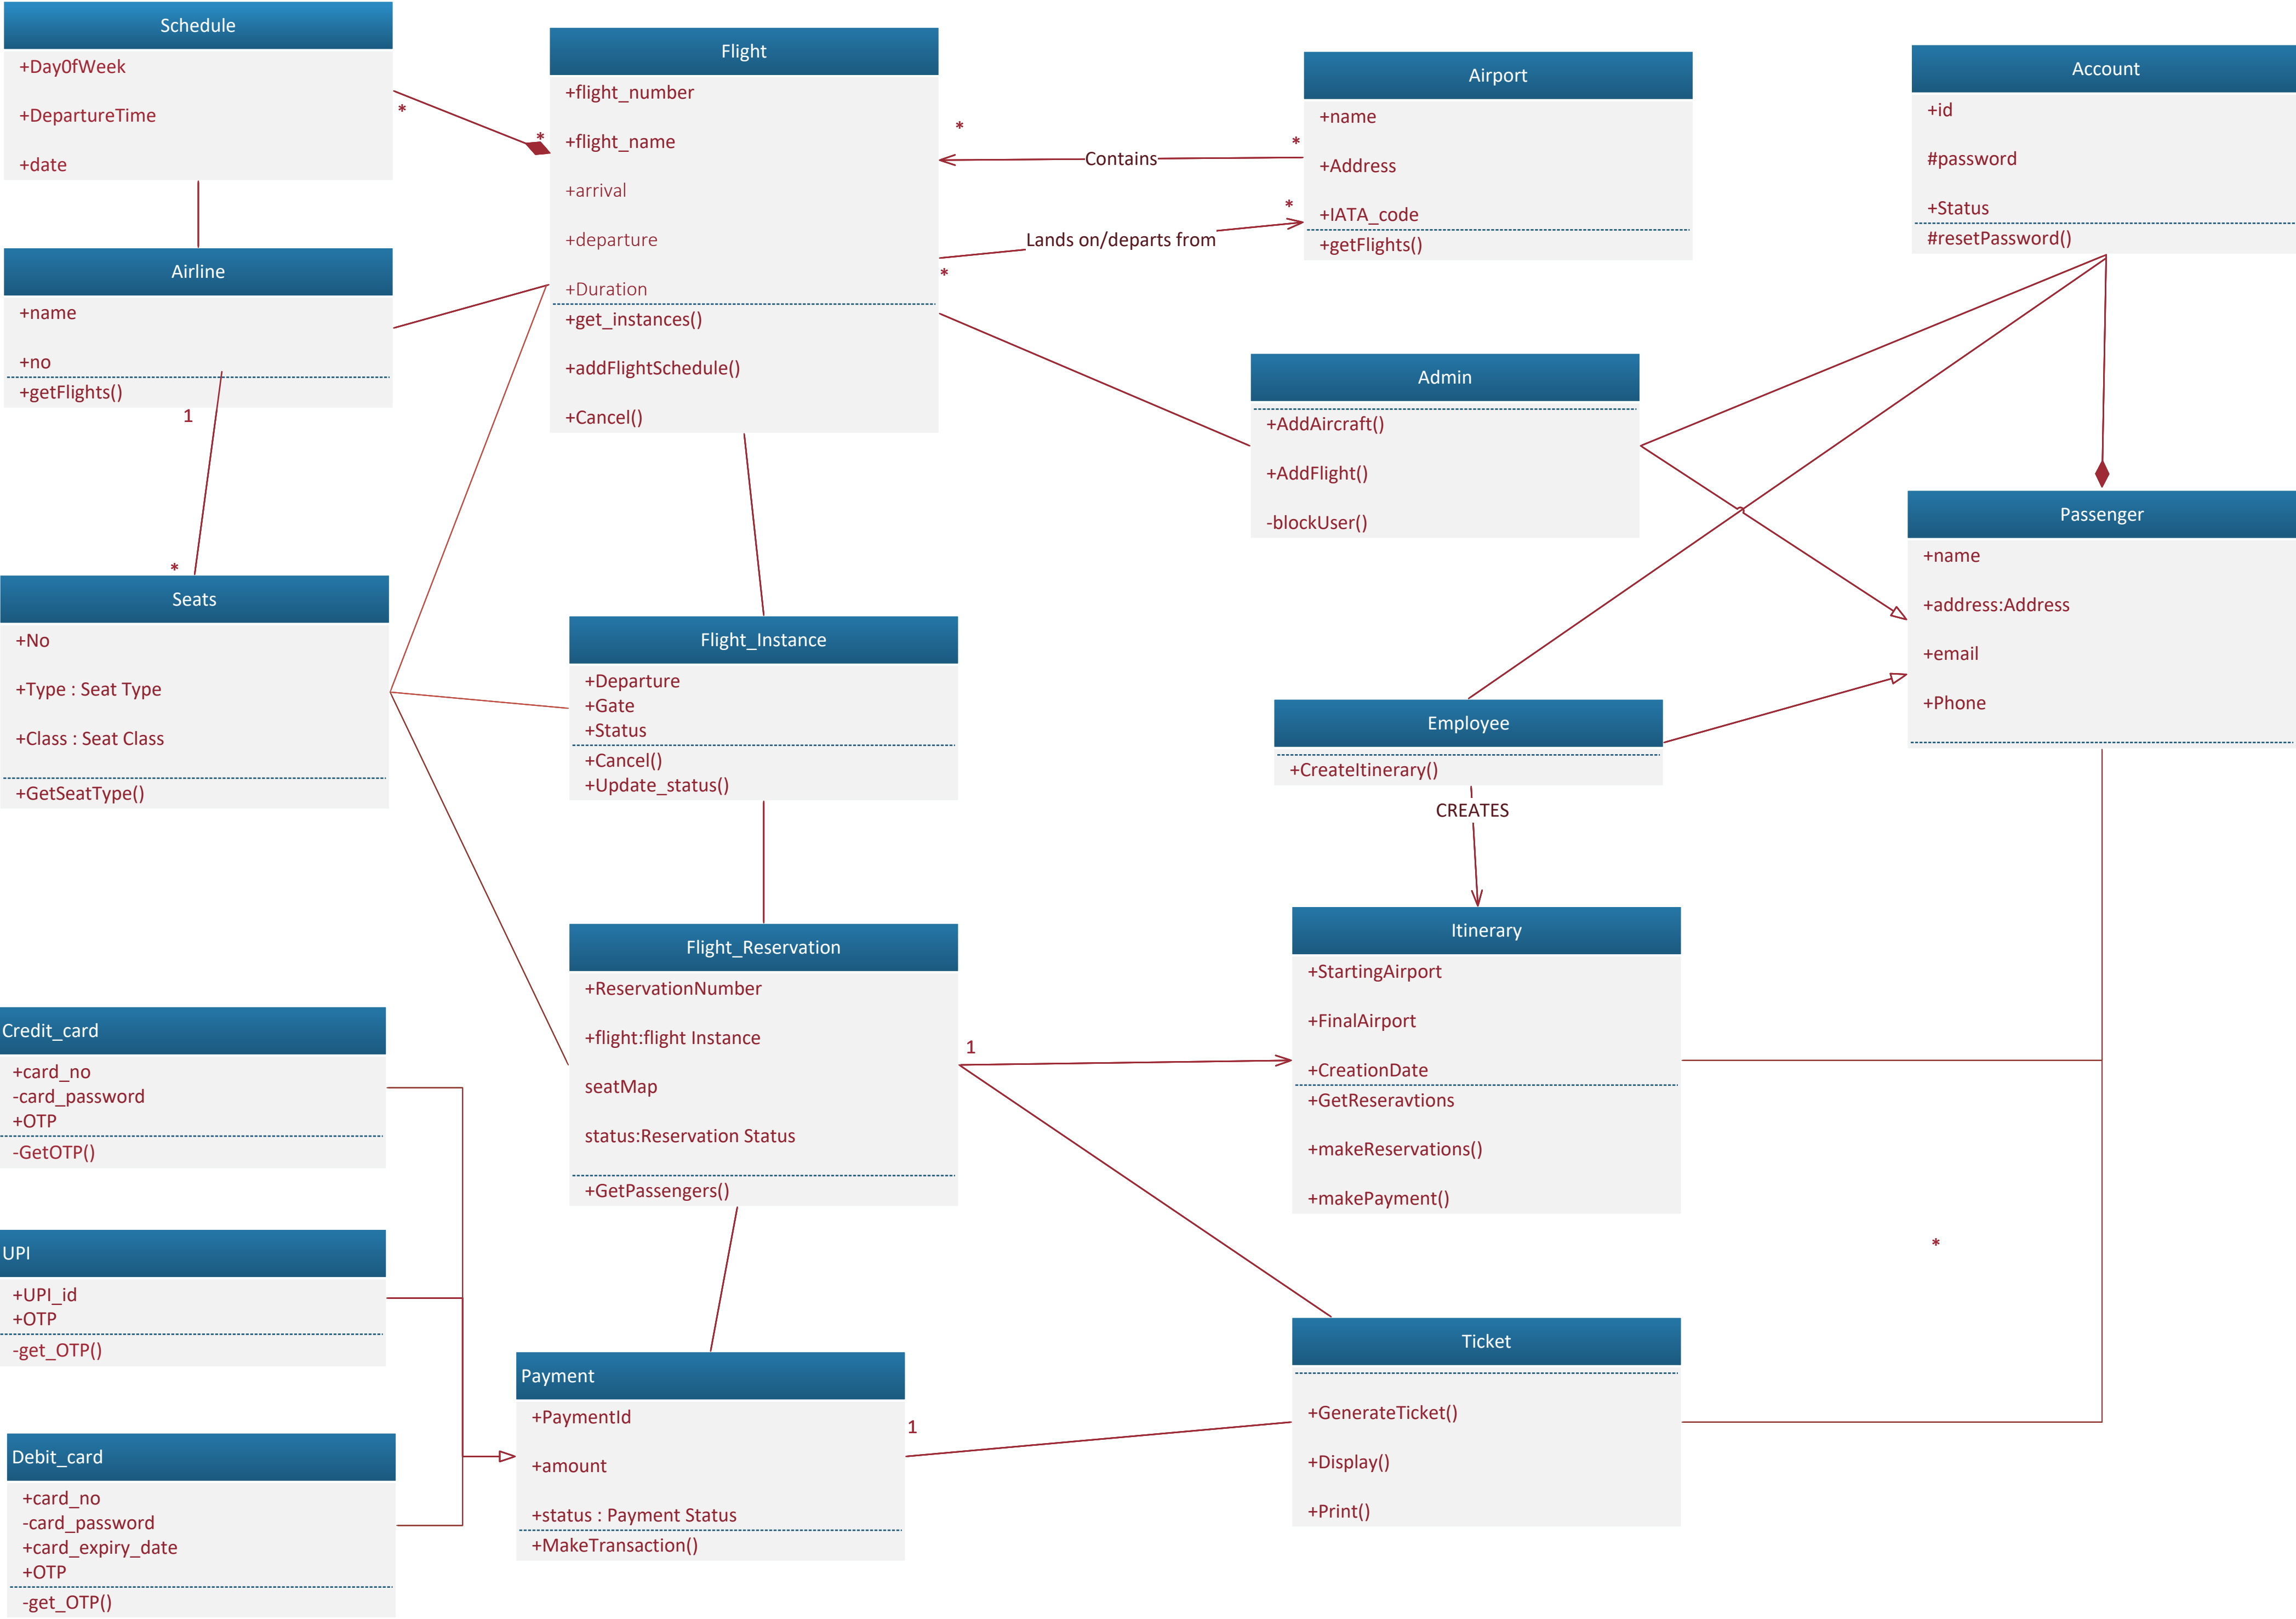 Schedule
+Day0fWeek
+DepartureTime
+date
*
*
Flight
+flight_number
+flight_name
+arrival
+departure
+Duration
+get_instances()
+addFlightSchedule()
+Cancel()
*
*
Contains
*
*
Lands on/departs from
Airport
+name
+Address
+IATA_code
+getFlights()
Account
+id
#password
+Status
#resetPassword()
Airline
+name
+no
+getFlights()
1
*
Admin
+AddAircraft()
+AddFlight()
-blockUser()
Passenger
+name
+address:Address
+email
+Phone
Seats
+No
+Type : Seat Type
+Class : Seat Class
+GetSeatType()
Flight_Instance
+Departure
+Gate
+Status
+Cancel()
+Update_status()
Employee
+CreateItinerary()
CREATES
Flight_Reservation
+ReservationNumber
+flight:flight Instance
seatMap
status:Reservation Status
+GetPassengers()
1
Itinerary
+StartingAirport
+FinalAirport
+CreationDate
+GetReseravtions
+makeReservations()
+makePayment()
*
Credit_card
+card_no
-card_password
+OTP
-GetOTP()
UPI
+UPI_id
+OTP
-get_OTP()
Debit_card
+card_no
-card_password
+card_expiry_date
+OTP
-get_OTP()
Payment
+PaymentId
+amount
+status : Payment Status
+MakeTransaction()
1
Ticket
+GenerateTicket()
+Display()
+Print()